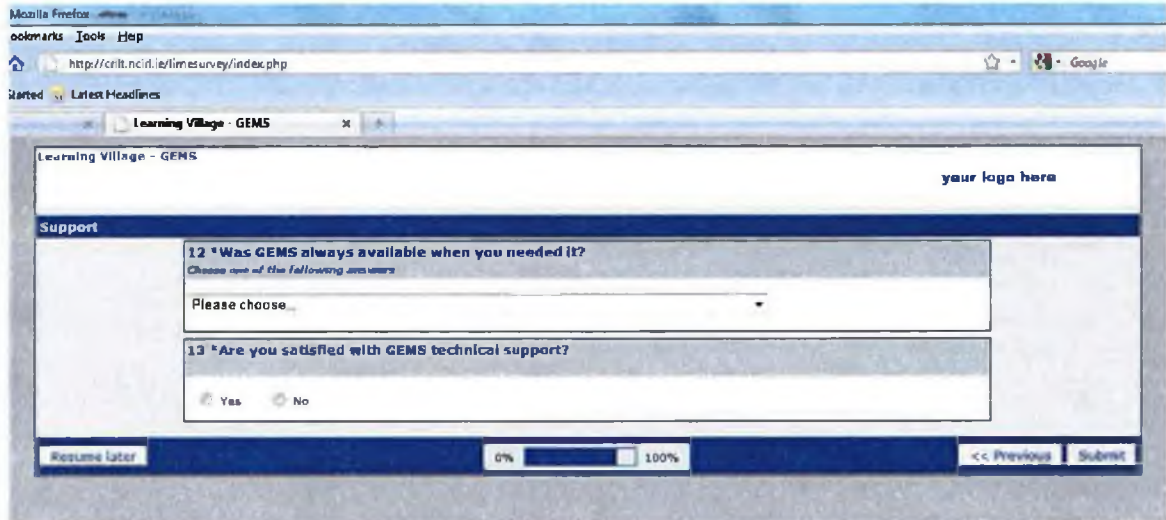 Mozilla Firefox
ookmarks Tools Help
http://crilt.ncirl.ie/limesurvey/index.php
Google
Started Latest Headlines
Learning Village - GEMS
Learning Village - GEMS
your logo here
Support
12 *Was GEMS always available when you needed it?
Choose one of the following answers
Please choose...
13 *Are you satisfied with GEMS technical support?
Yes No
Resume later 0% 100% << Previous Submit